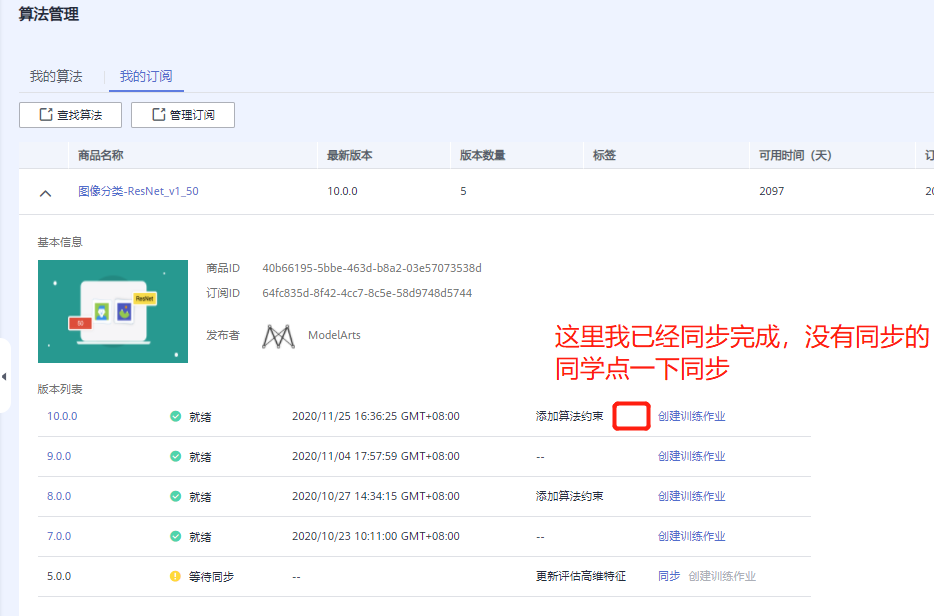 算法管理
我的算法 我的订阅
查找算法 管理订阅
商品名称 最新版本 版本数量 标签 可用时间（天）
图像分类-ResNet_v1_50 10.0.0 5 2097
基本信息
ResNet
50
商品ID 40b66195-5bbe-463d-b8a2-03e57073538d
订阅ID 64fc835d-8f42-4cc7-8c5e-58d9748d5744
发布者 ModelArts
这里我已经同步完成，没有同步的
同学点一下同步
版本列表
10.0.0 就绪 2020/11/25 16:36:25 GMT+08:00 添加算法约束 创建训练作业
9.0.0 就绪 2020/11/04 17:57:59 GMT+08:00 -- 创建训练作业
8.0.0 就绪 2020/10/27 14:34:15 GMT+08:00 添加算法约束 创建训练作业
7.0.0 就绪 2020/10/23 10:11:00 GMT+08:00 -- 创建训练作业
5.0.0 等待同步 -- 更新评估高维特征 同步 创建训练作业